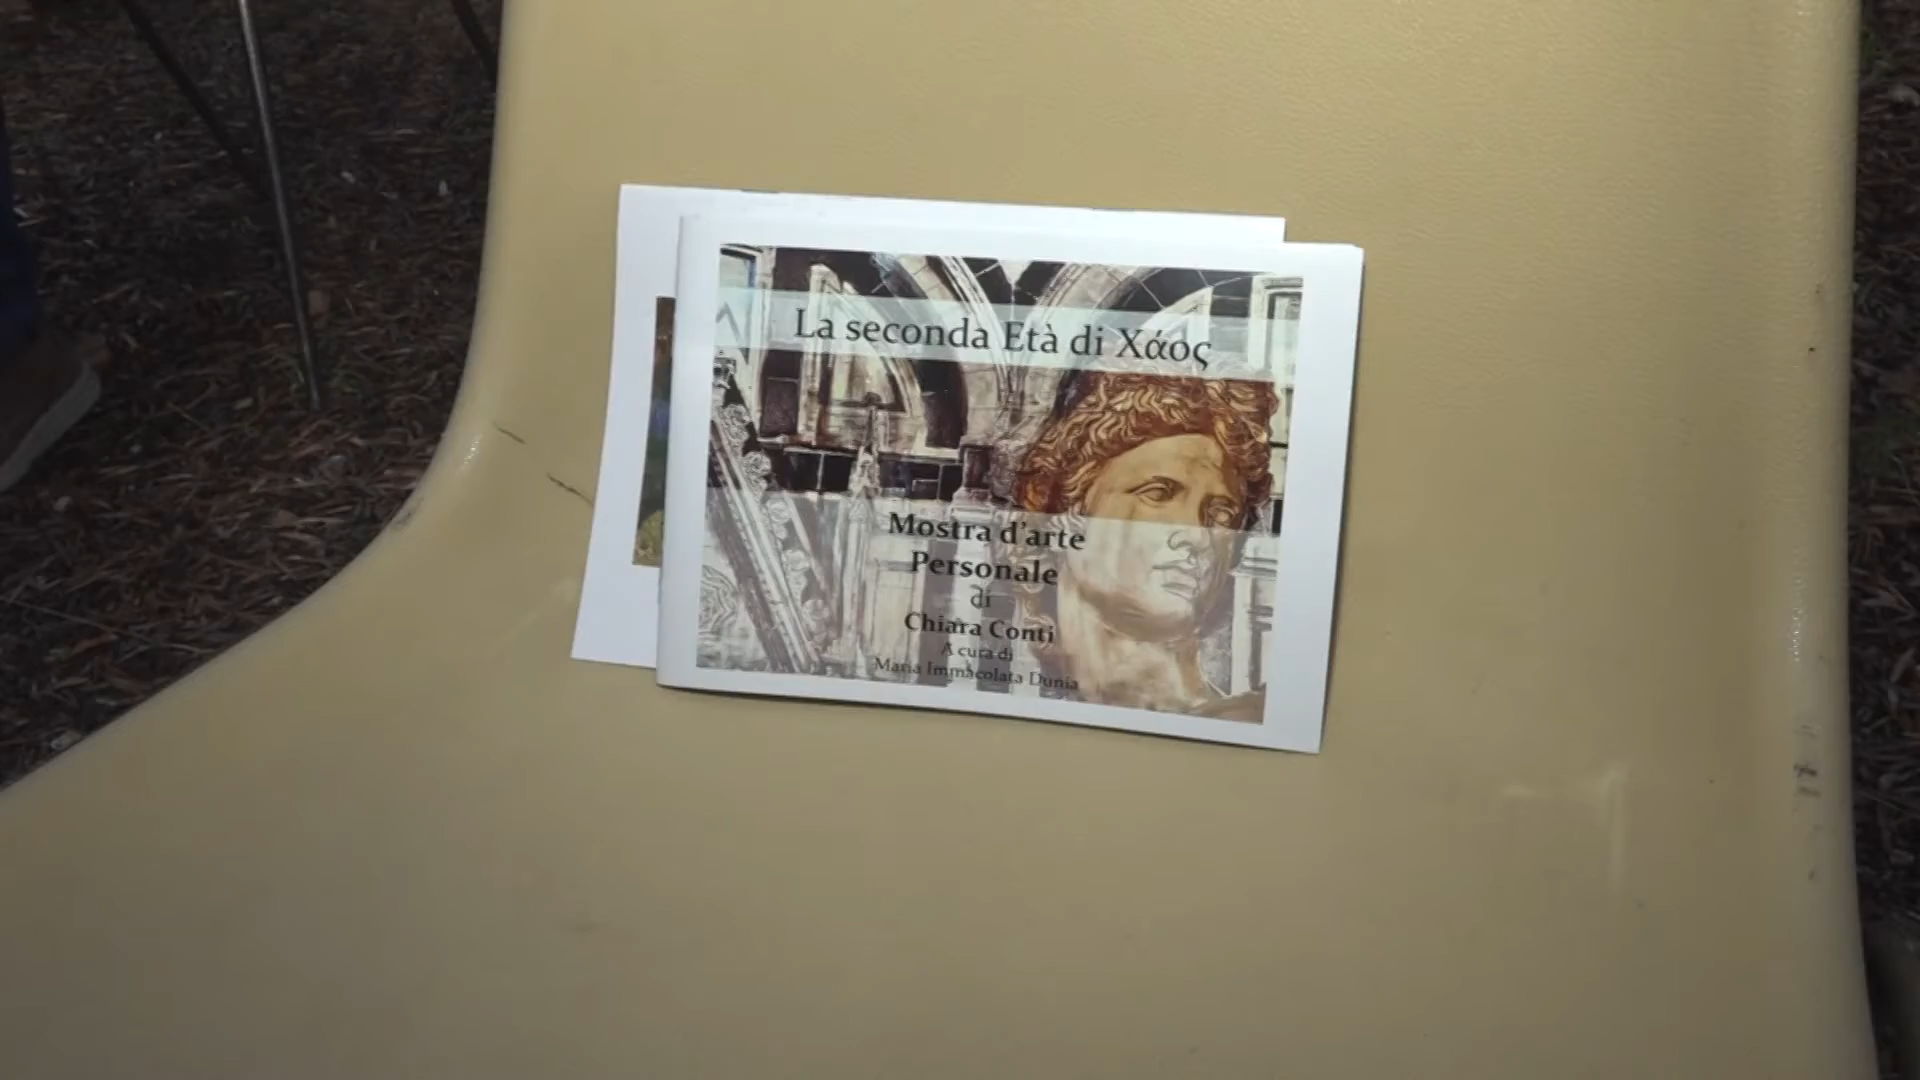 La seconda Età di Χάος
Mostra d'arte
Personale
di
Chiara Conti
A cura di
Maria Immacolata Dunia